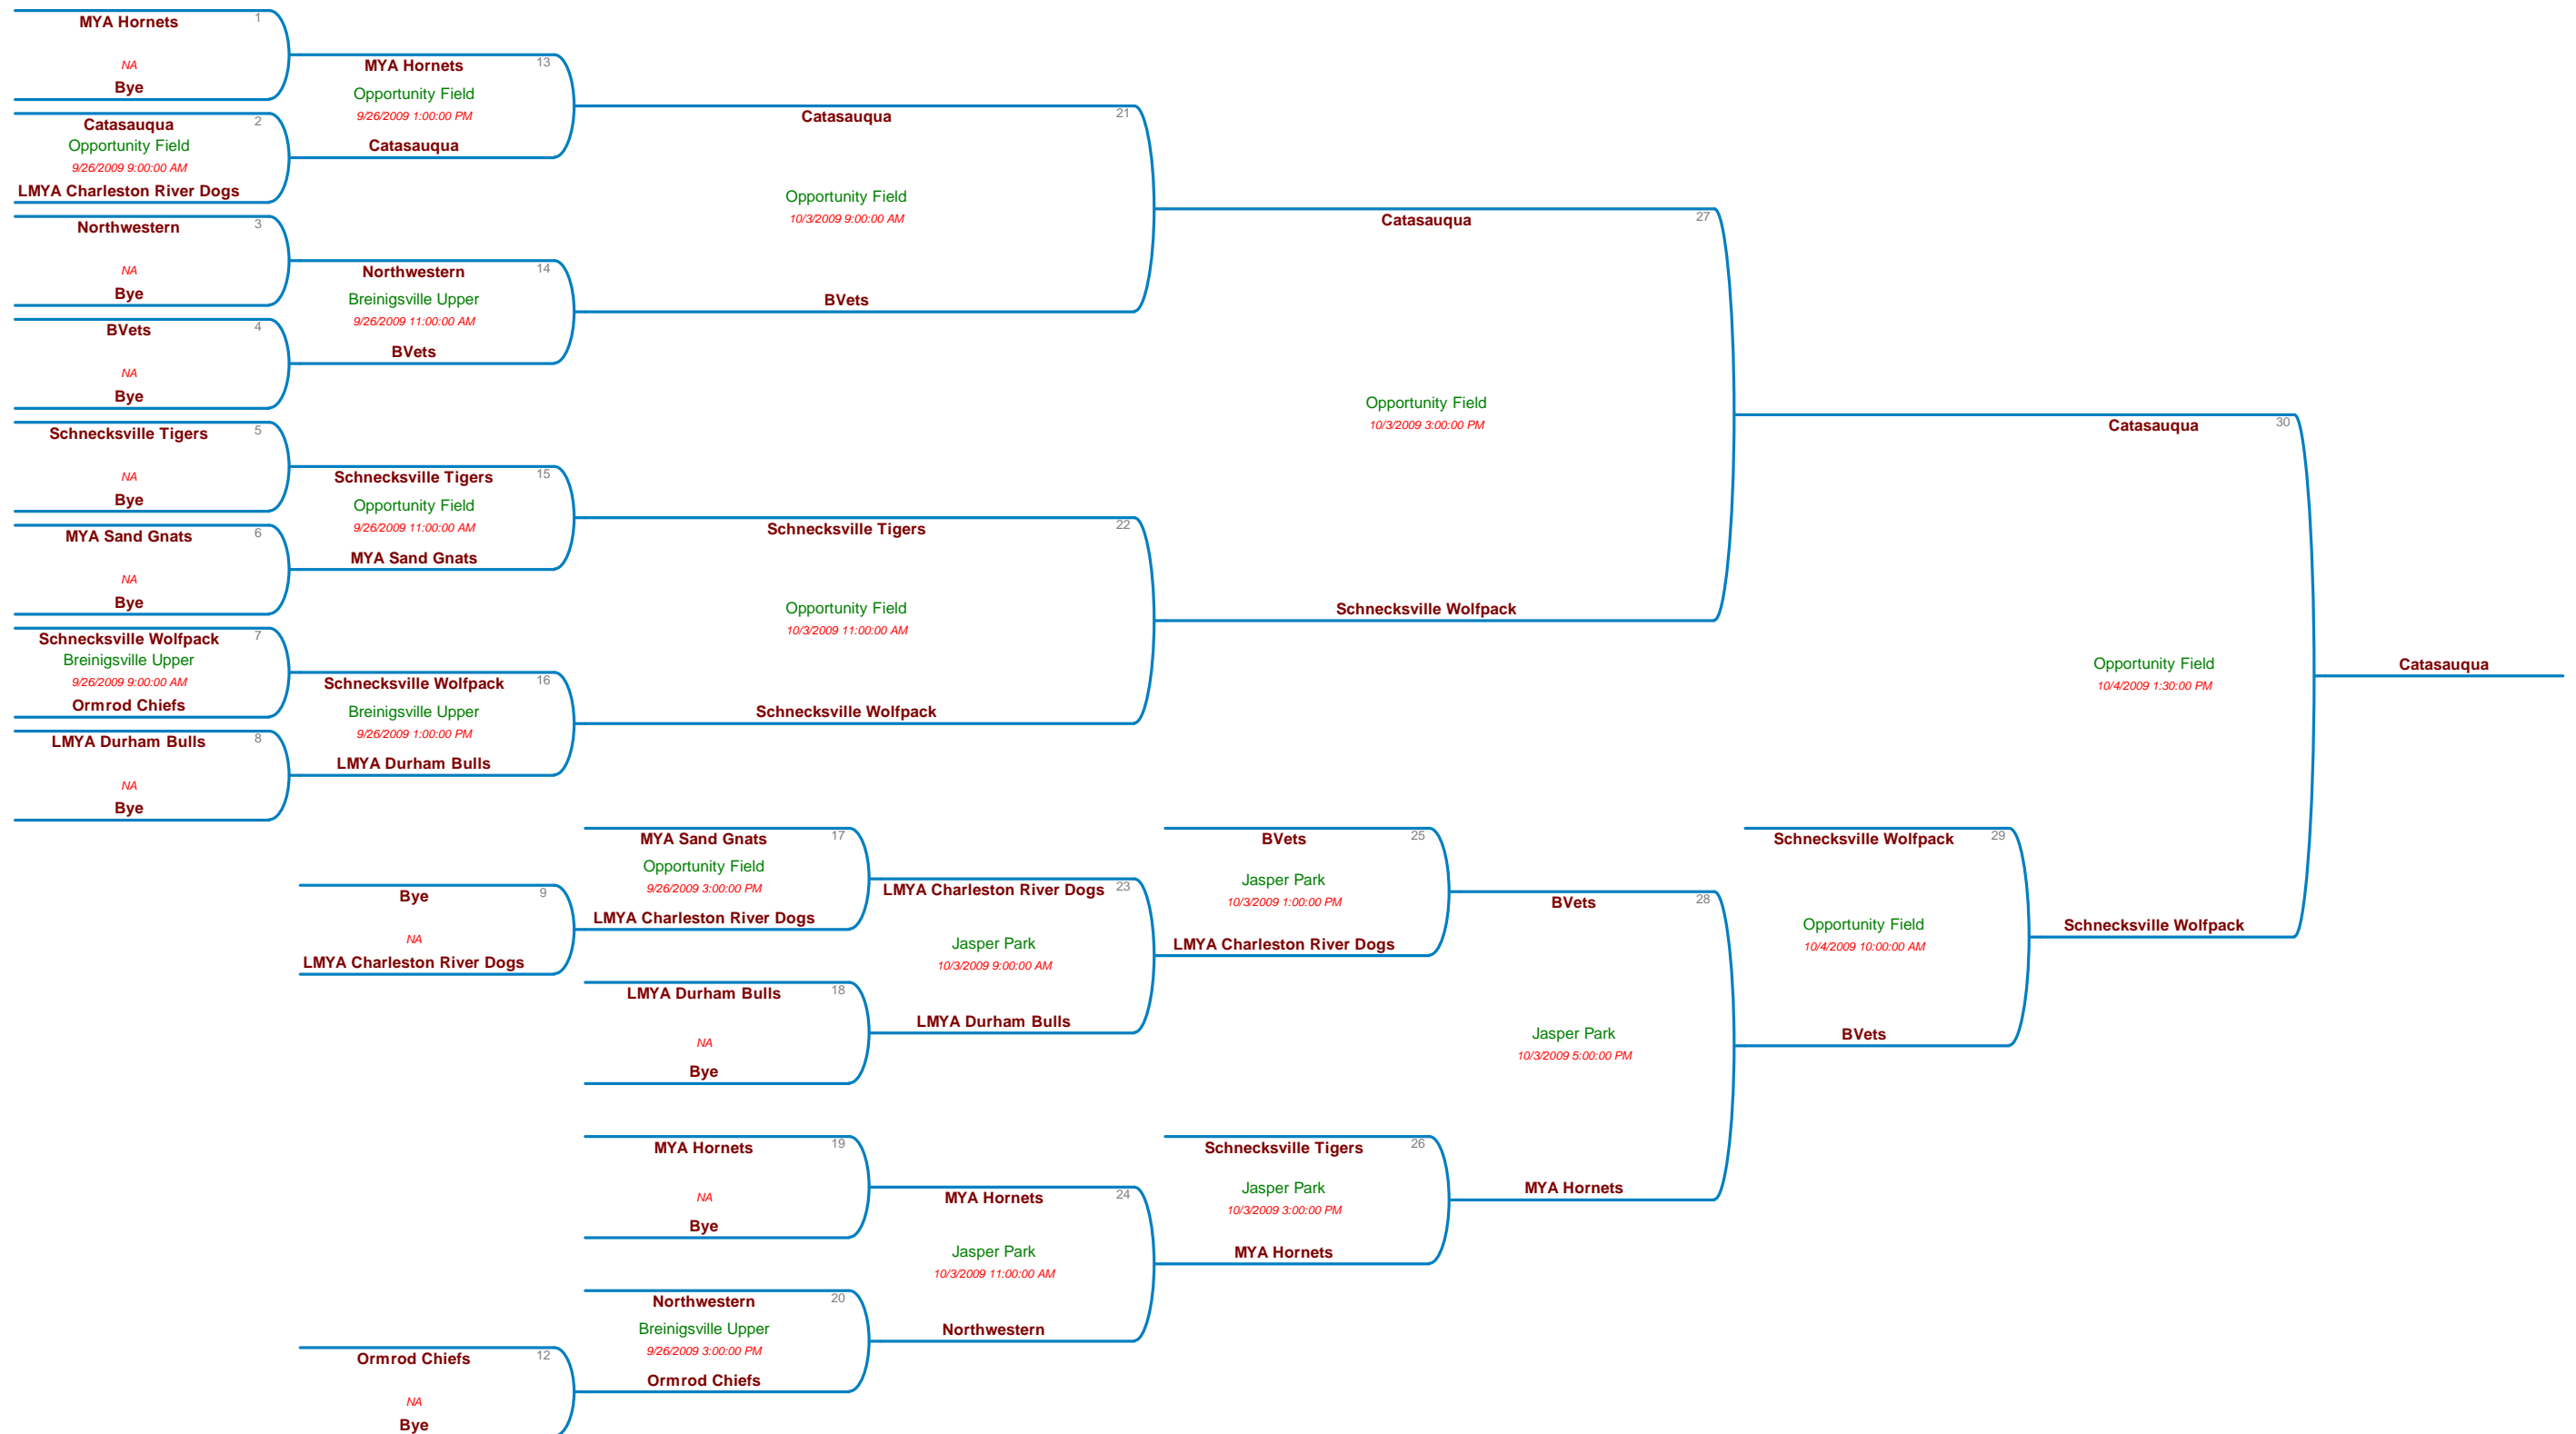 MYA Hornets 1
NA
Bye
Catasauqua 2
Opportunity Field
9/26/2009 9:00:00 AM
LMYA Charleston River Dogs
Northwestern 3
NA
Bye
BVets 4
NA
Bye
Schnecksville Tigers 5
NA
Bye
MYA Sand Gnats 6
NA
Bye
Schnecksville Wolfpack 7
Breinigsville Upper
9/26/2009 9:00:00 AM
Ormrod Chiefs
LMYA Durham Bulls 8
NA
Bye
MYA Hornets 13
Opportunity Field
9/26/2009 1:00:00 PM
Catasauqua
Northwestern 14
Breinigsville Upper
9/26/2009 11:00:00 AM
BVets
Schnecksville Tigers 15
Opportunity Field
9/26/2009 11:00:00 AM
MYA Sand Gnats
Schnecksville Wolfpack 16
Breinigsville Upper
9/26/2009 1:00:00 PM
LMYA Durham Bulls
Bye 9
NA
LMYA Charleston River Dogs
Ormrod Chiefs 12
NA
Bye
Catasauqua 21
Opportunity Field
10/3/2009 9:00:00 AM
BVets
Schnecksville Tigers 22
Opportunity Field
10/3/2009 11:00:00 AM
Schnecksville Wolfpack
MYA Sand Gnats 17
Opportunity Field
9/26/2009 3:00:00 PM
LMYA Charleston River Dogs
LMYA Durham Bulls 18
NA
Bye
MYA Hornets 19
NA
Bye
Northwestern 20
Breinigsville Upper
9/26/2009 3:00:00 PM
Ormrod Chiefs
LMYA Charleston River Dogs 23
Jasper Park
10/3/2009 9:00:00 AM
LMYA Durham Bulls
MYA Hornets 24
Jasper Park
10/3/2009 11:00:00 AM
Northwestern
Catasauqua 27
Opportunity Field
10/3/2009 3:00:00 PM
Schnecksville Wolfpack
BVets 25
Jasper Park
10/3/2009 1:00:00 PM
LMYA Charleston River Dogs
Schnecksville Tigers 26
Jasper Park
10/3/2009 3:00:00 PM
MYA Hornets
BVets 28
Jasper Park
10/3/2009 5:00:00 PM
MYA Hornets
Schnecksville Wolfpack 29
Opportunity Field
10/4/2009 10:00:00 AM
BVets
Catasauqua 30
Opportunity Field
10/4/2009 1:30:00 PM
Schnecksville Wolfpack
Catasauqua